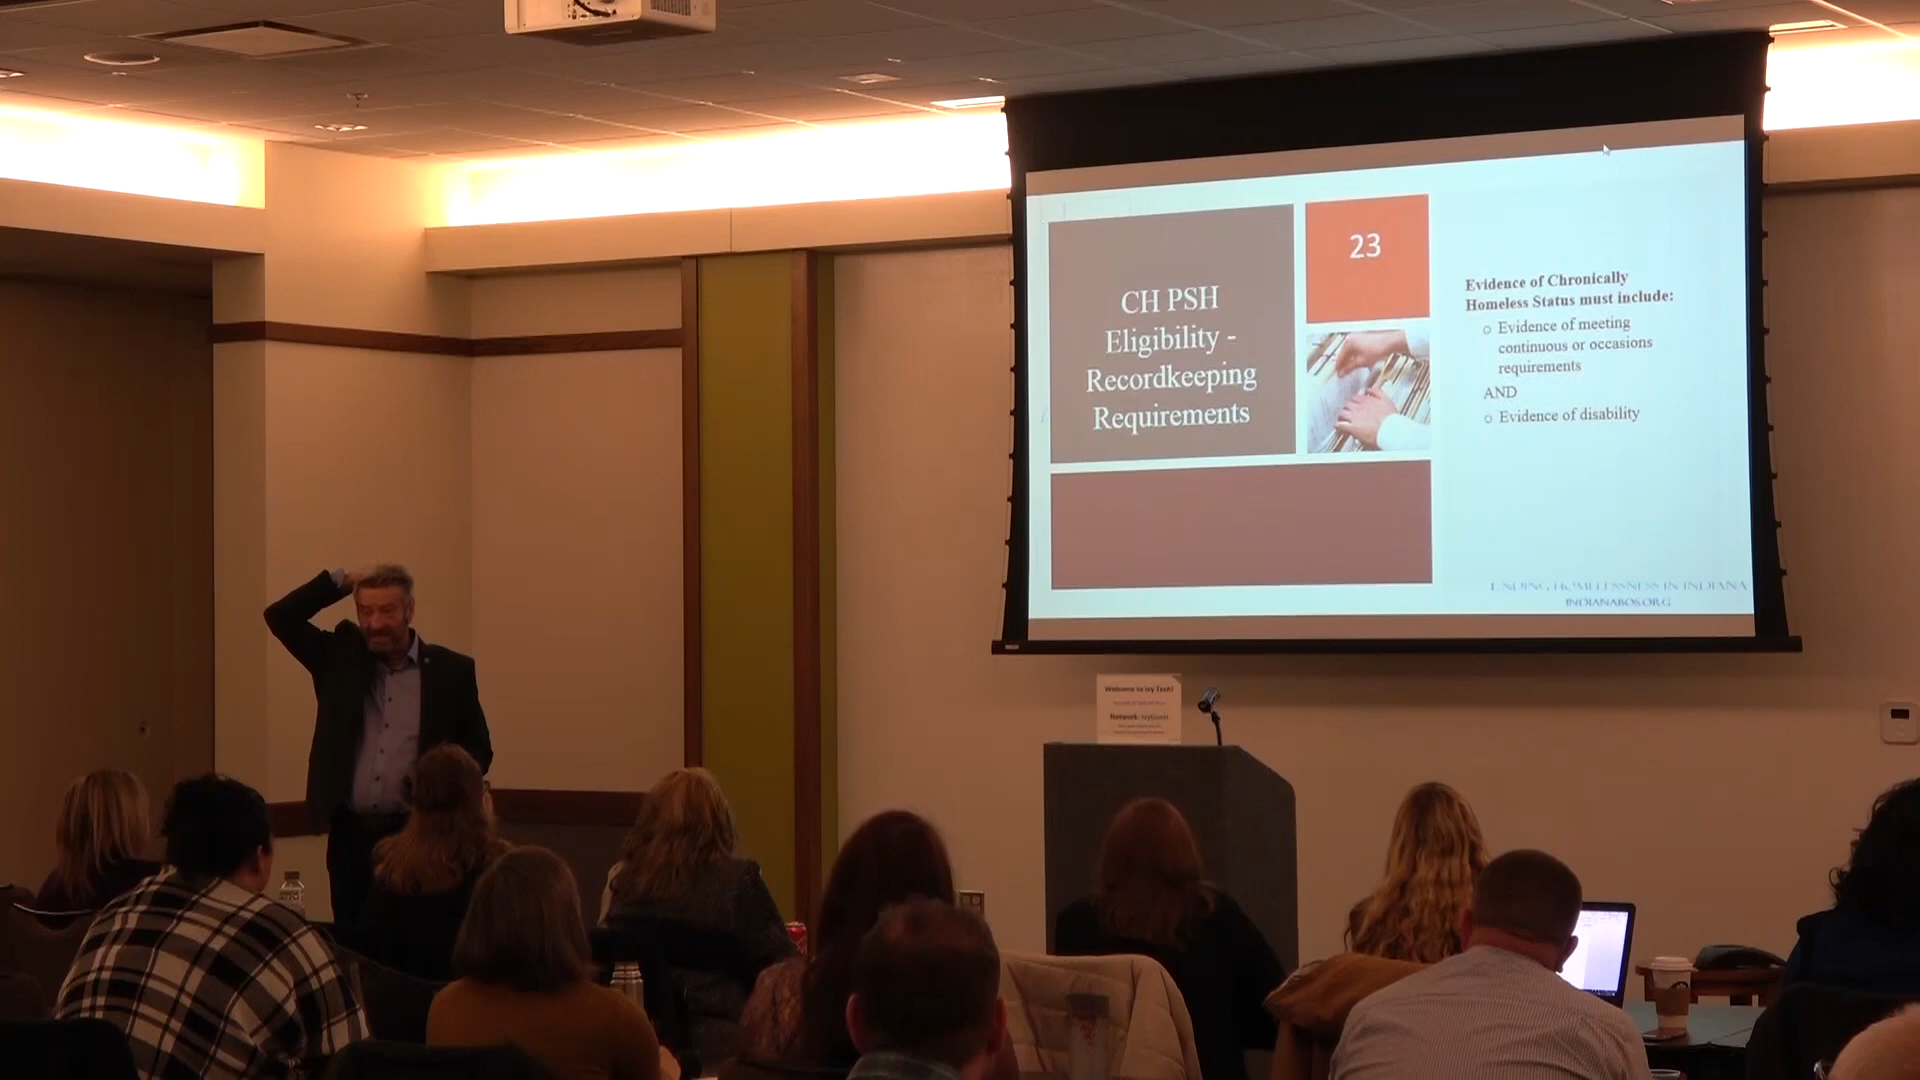 CH PSH
Eligibility -
Recordkeeping
Requirements
23
Evidence of Chronically
Homeless Status must include:
o Evidence of meeting
continuous or occasions
requirements
AND
o Evidence of disability
ENDING HOMELESSNESS IN INDIANA
INDIANABOS.ORG
Welcome to Ivy Tech!
Network: IvyGuest